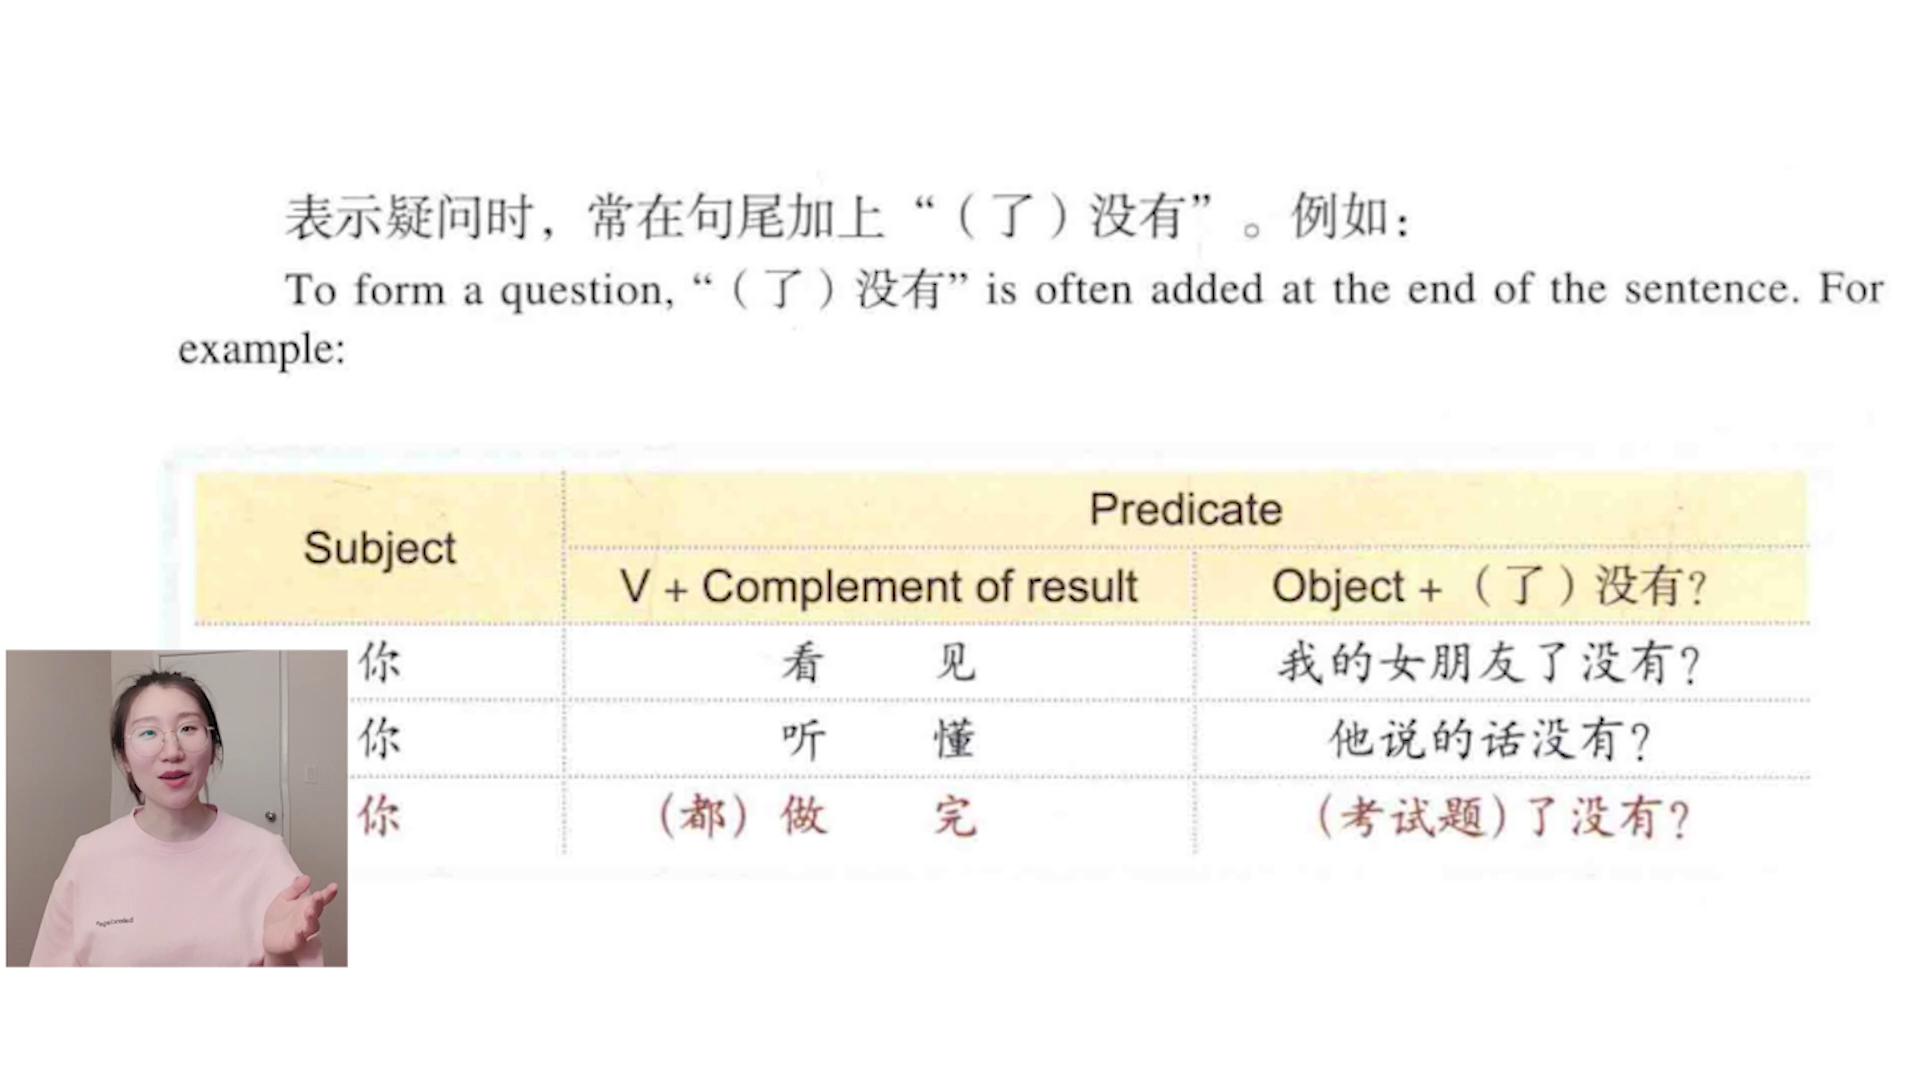 表示疑问时，常在句尾加上“（了）没有”。例如：
To form a question, “（了）没有” is often added at the end of the sentence. For
example:
Subject
Predicate
V + Complement of result
Object + （了）没有？
你 看 见 我的女朋友了没有？
你 听 懂 他说的话没有？
你 （都）做 完 （考试题）了没有？